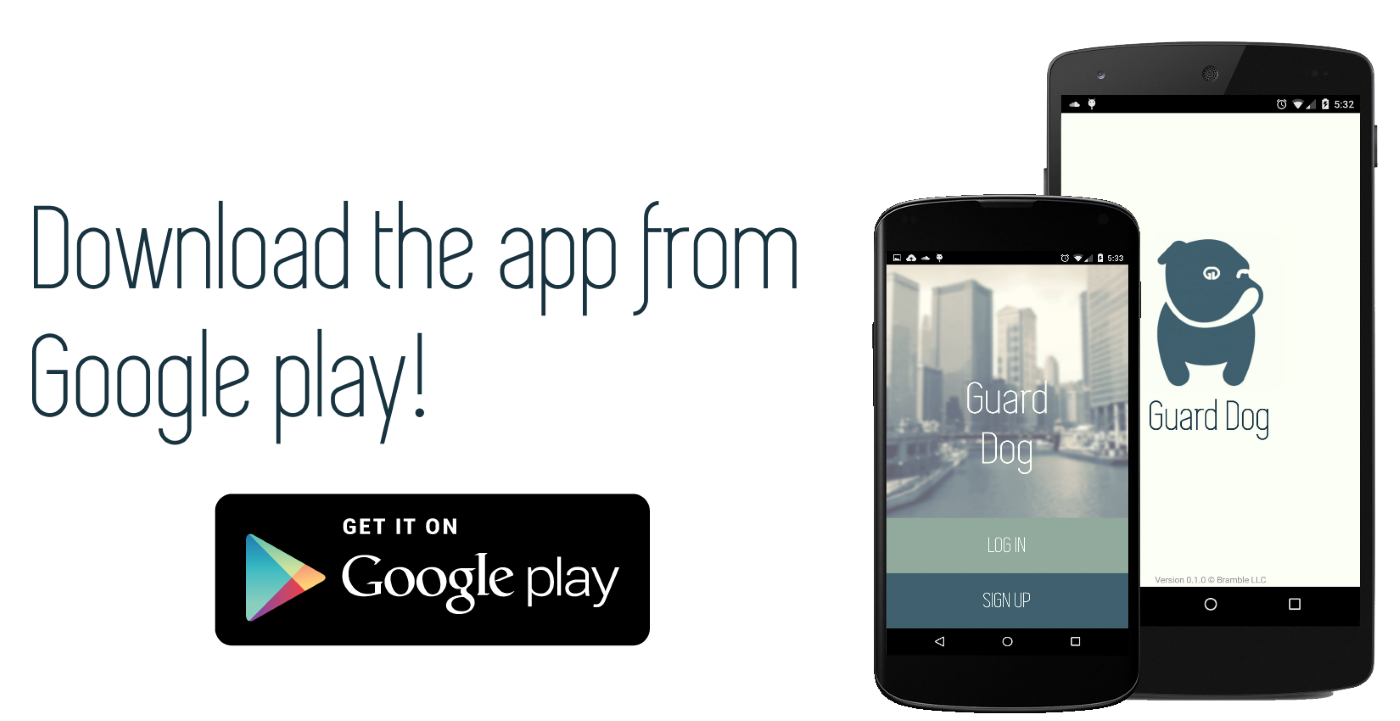 Download the app from
Google play!
GET IT ON
Google play
5:33
Guard
Dog
LOG IN
SIGN UP
5:32
GD
Guard Dog
Version 0.1.0 © Bramble LLC